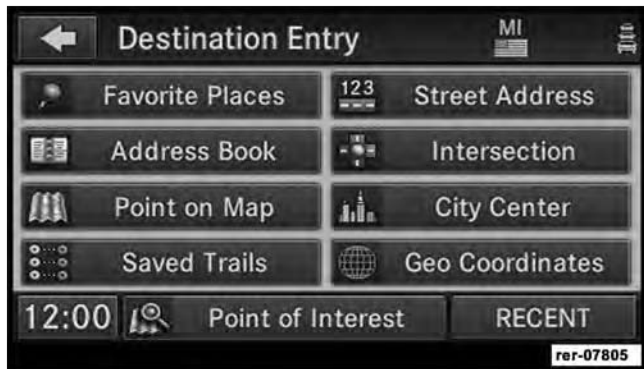 Destination Entry
MI
Favorite Places
123
Street Address
Address Book
Intersection
Point on Map
City Center
Saved Trails
Geo Coordinates
12:00
Point of Interest
RECENT
rer-07805